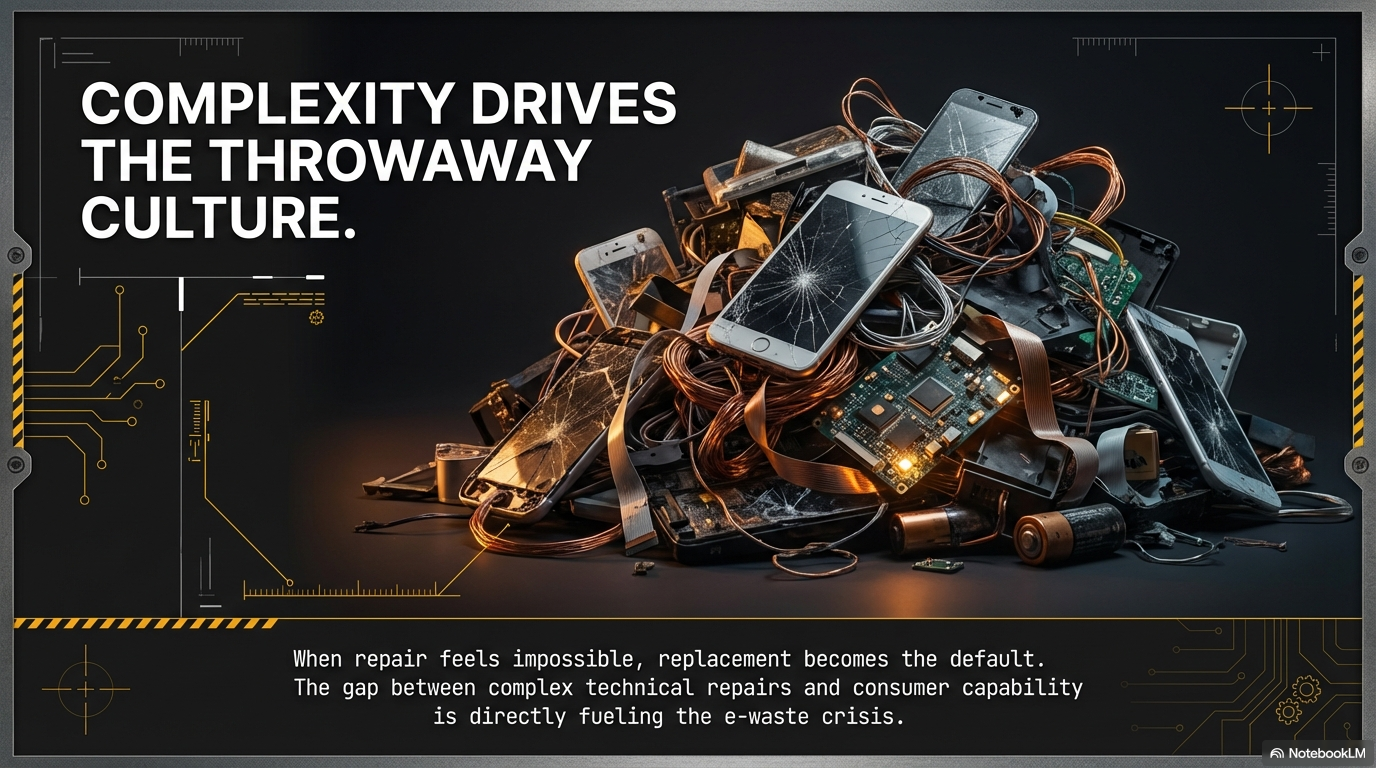 COMPLEXITY DRIVES
THE THROWAWAY
CULTURE.
When repair feels impossible, replacement becomes the default.
The gap between complex technical repairs and consumer capability
is directly fueling the e-waste crisis.
NotebookLM